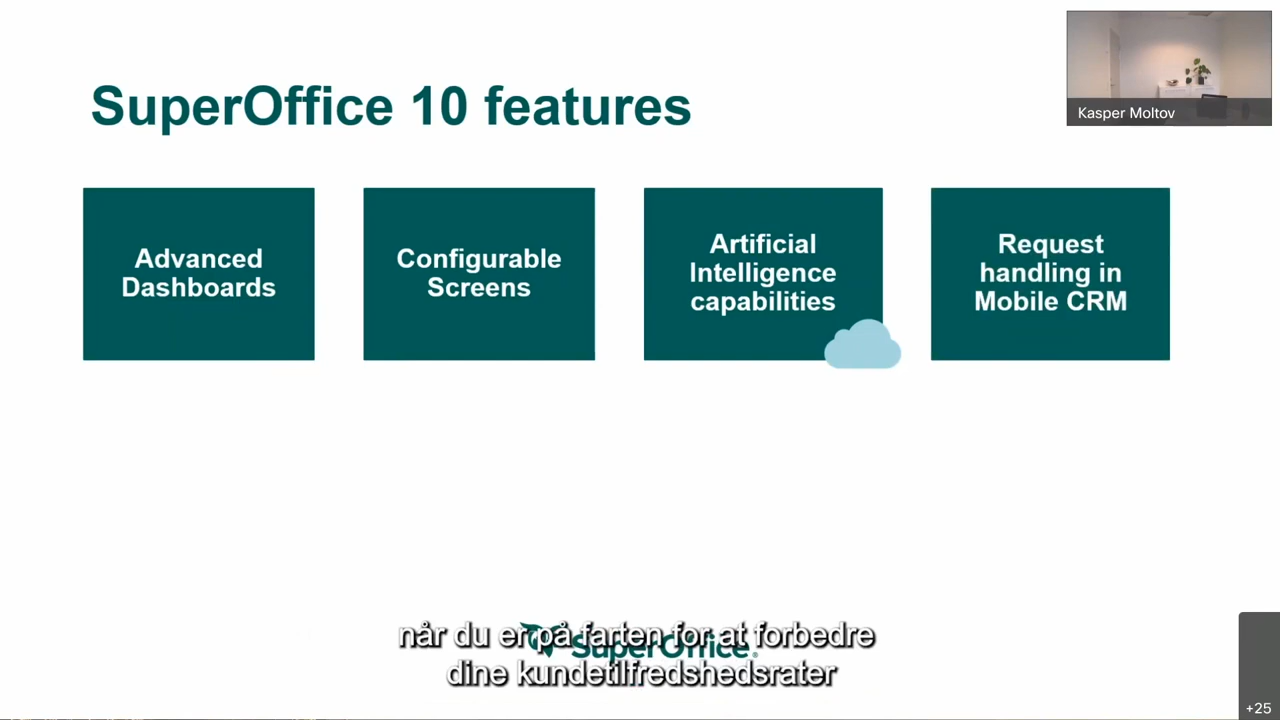 SuperOffice 10 features
Kasper Moltov
Advanced
Dashboards
Configurable
Screens
Artificial
Intelligence
capabilities
Request
handling in
Mobile CRM
SuperOffice®
når du er på farten for at forbedre
dine kundetilfredshedsrater
+25